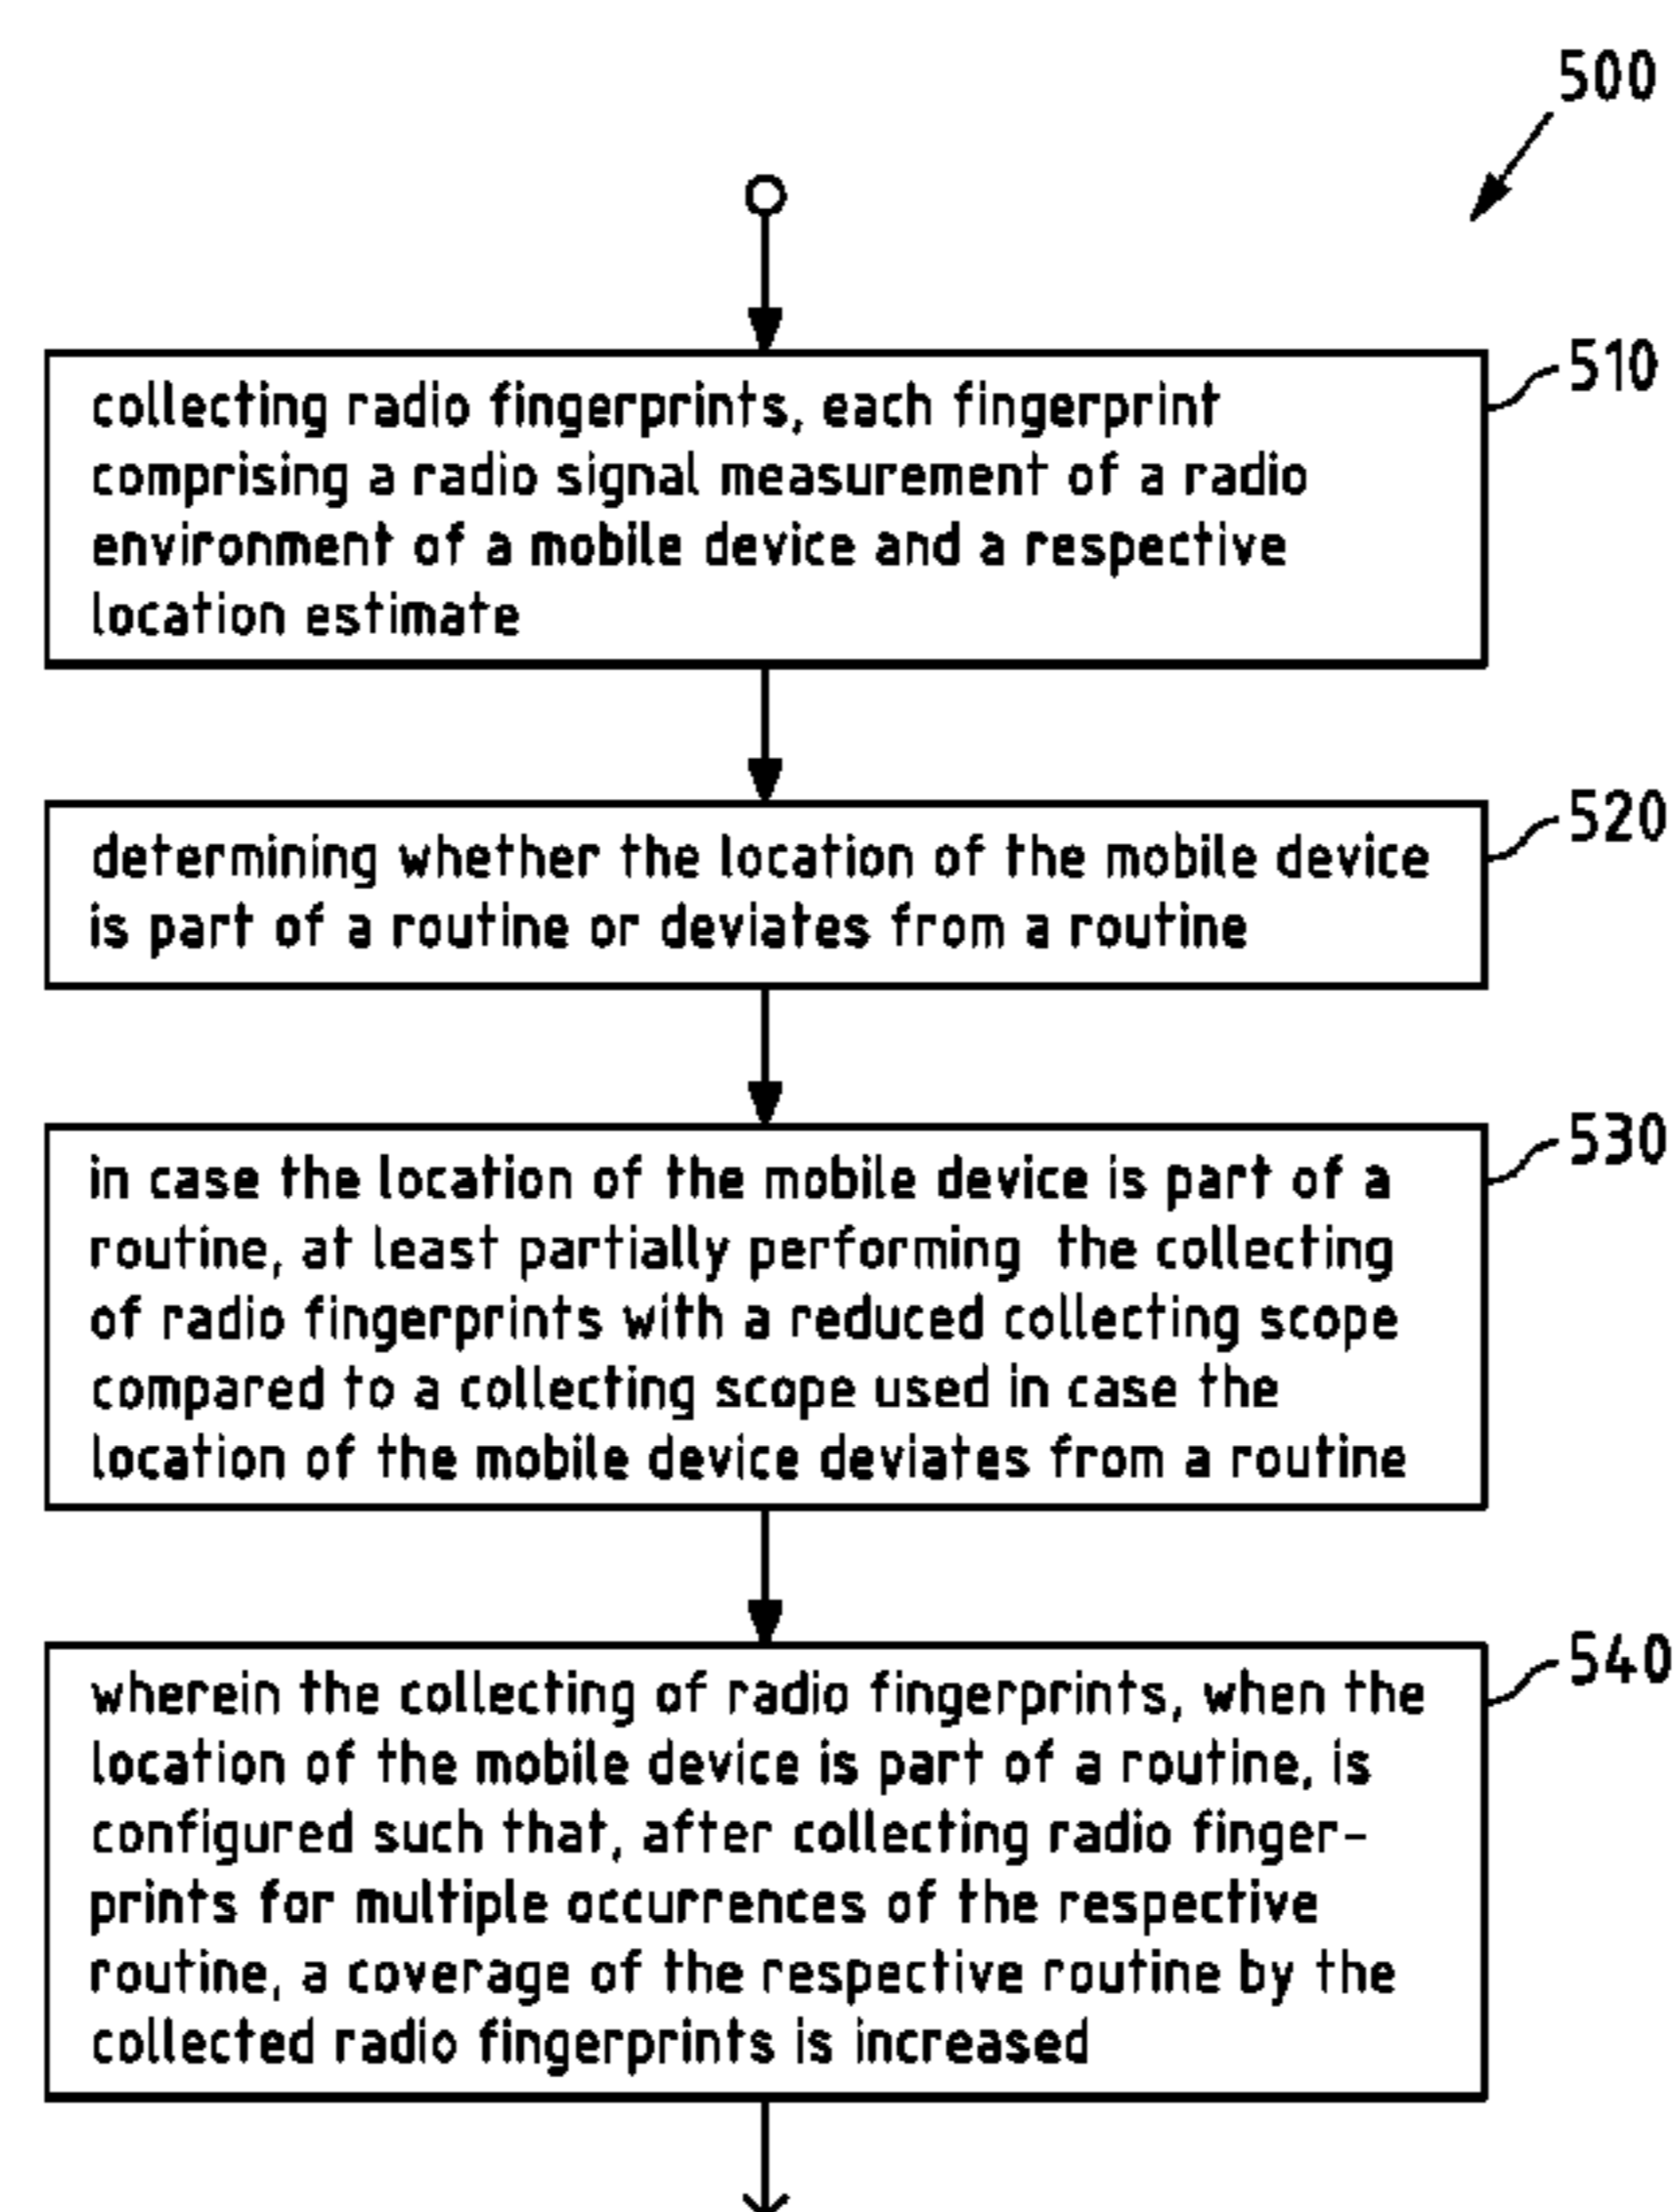 500
510
collecting radio fingerprints, each fingerprint
comprising a radio signal measurement of a radio
environment of a mobile device and a respective
location estimate
520
determining whether the location of the mobile device
is part of a routine or deviates from a routine
530
in case the location of the mobile device is part of a
routine, at least partially performing the collecting
of radio fingerprints with a reduced collecting scope
compared to a collecting scope used in case the
location of the mobile device deviates from a routine
540
wherein the collecting of radio fingerprints, when the
location of the mobile device is part of a routine, is
configured such that, after collecting radio finger-
prints for multiple occurrences of the respective
routine, a coverage of the respective routine by the
collected radio fingerprints is increased